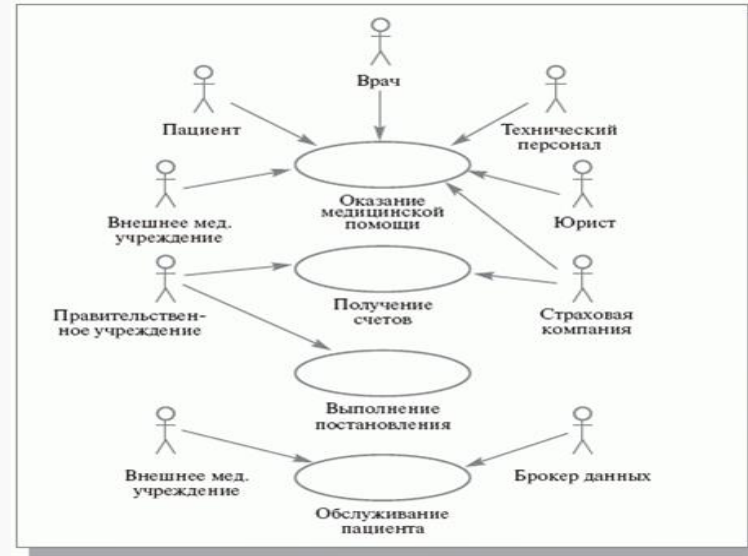 Врач
Пациент
Технический
персонал
Оказание
медицинской
помощи
Внешнее мед.
учреждение
Юрист
Правительствен-
ное учреждение
Получение
счетов
Страховая
компания
Выполнение
постановления
Внешнее мед.
учреждение
Брокер данных
Обслуживание
пациента